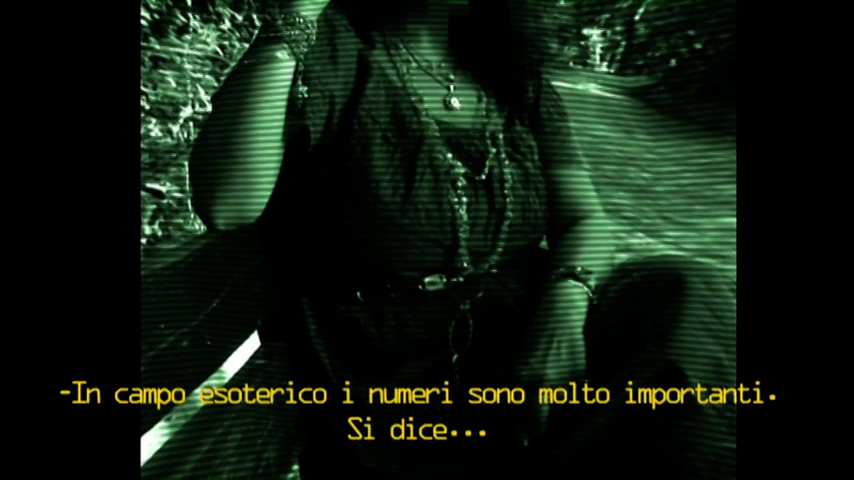 -In campo esoterico i numeri sono molto importanti.
Si dice...